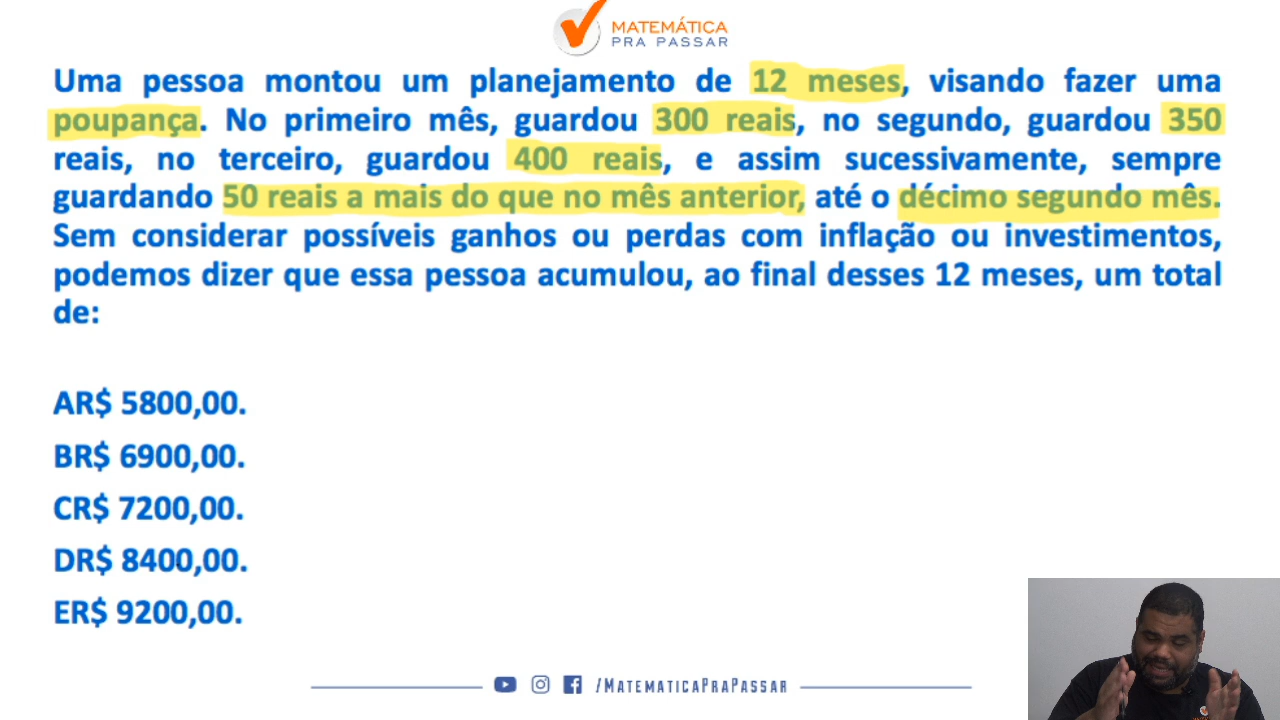 MATEMÁTICA
PRA PASSAR
Uma pessoa montou um planejamento de 12 meses, visando fazer uma
poupança. No primeiro mês, guardou 300 reais, no segundo, guardou 350
reais, no terceiro, guardou 400 reais, e assim sucessivamente, sempre
guardando 50 reais a mais do que no mês anterior, até o décimo segundo mês.
Sem considerar possíveis ganhos ou perdas com inflação ou investimentos,
podemos dizer que essa pessoa acumulou, ao final desses 12 meses, um total
de:
AR$ 5800,00.
BR$ 6900,00.
CR$ 7200,00.
DR$ 8400,00.
ER$ 9200,00.
/MATEMATICAPRAPASSAR